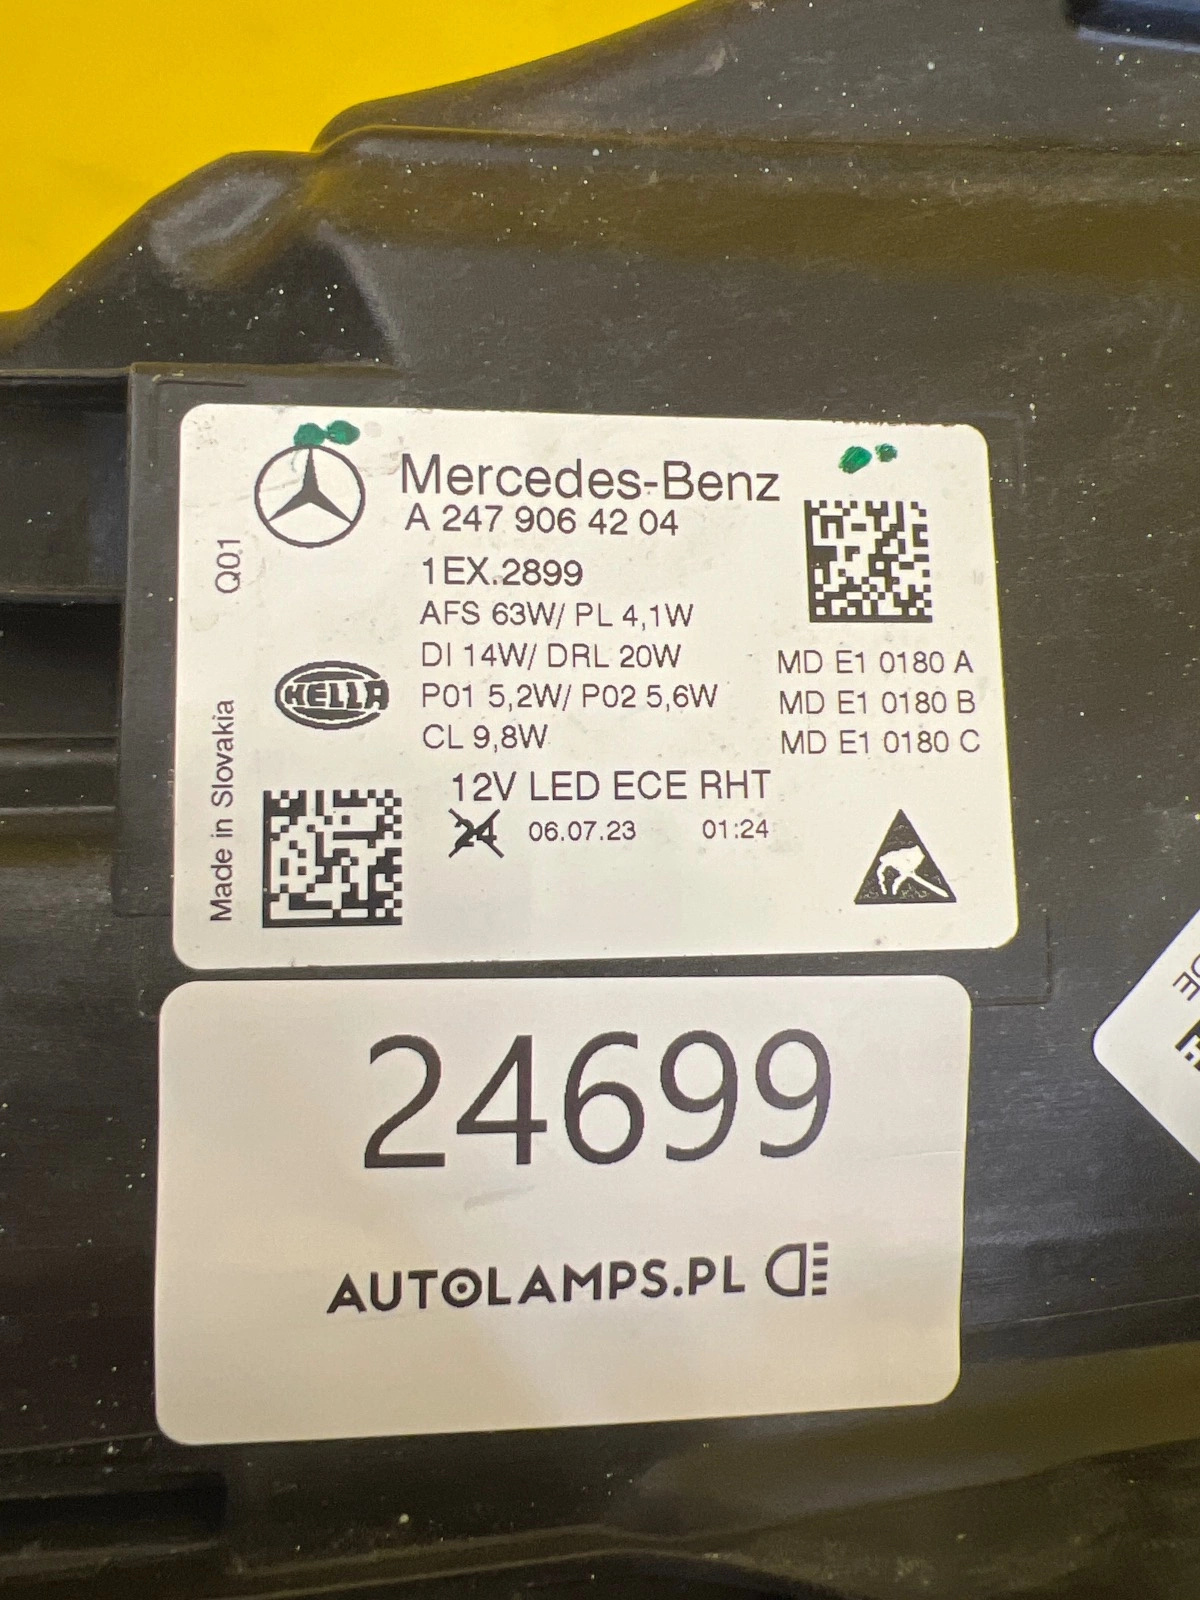 Mercedes-Benz
A 247 906 42 04
1EX.2899
AFS 63W/ PL 4,1W
DI 14W/ DRL 20W
P01 5,2W/ P02 5,6W
CL 9,8W
MD E1 0180 A
MD E1 0180 B
MD E1 0180 C
12V LED ECE RHT
24 06.07.23 01:24
Q01
HELLA
Made in Slovakia
24699
AUTOLAMPS.PL
DE